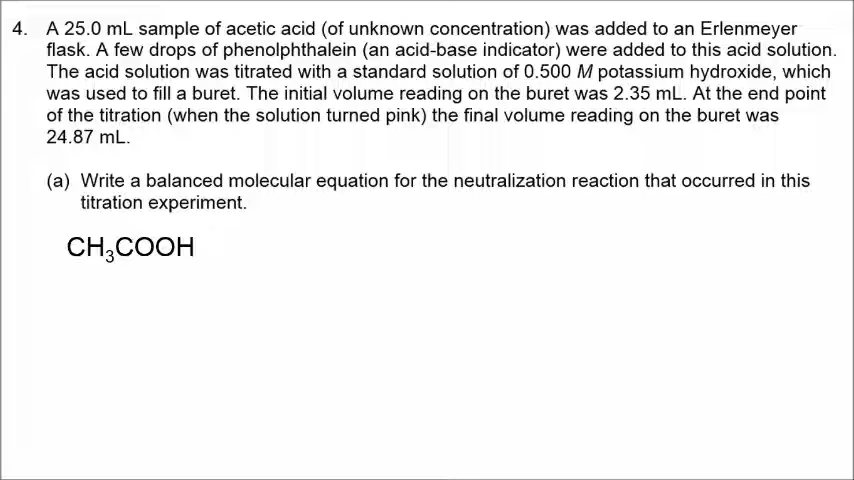 4. A 25.0 mL sample of acetic acid (of unknown concentration) was added to an Erlenmeyer
flask. A few drops of phenolphthalein (an acid-base indicator) were added to this acid solution.
The acid solution was titrated with a standard solution of 0.500 M potassium hydroxide, which
was used to fill a buret. The initial volume reading on the buret was 2.35 mL. At the end point
of the titration (when the solution turned pink) the final volume reading on the buret was
24.87 mL.
(a) Write a balanced molecular equation for the neutralization reaction that occurred in this
titration experiment.
CH₃COOH